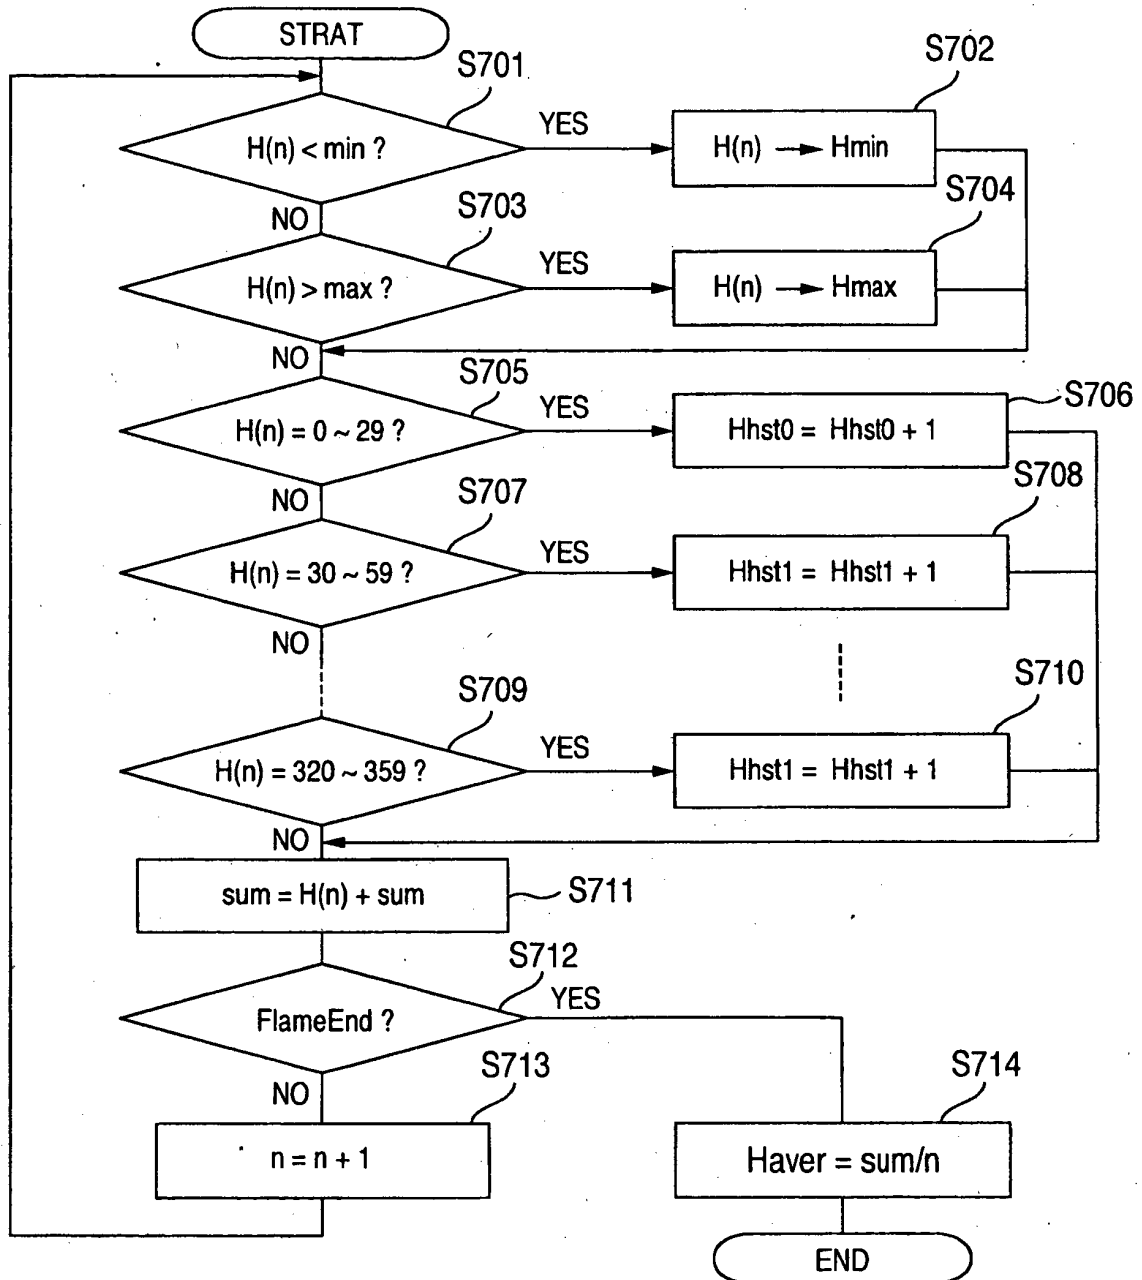 STRAT
S701
H(n) < min ?
YES
S702
H(n) → Hmin
NO
S703
H(n) > max ?
YES
S704
H(n) → Hmax
NO
S705
H(n) = 0 ~ 29 ?
YES
S706
Hhst0 = Hhst0 + 1
NO
S707
H(n) = 30 ~ 59 ?
YES
S708
Hhst1 = Hhst1 + 1
NO
S709
H(n) = 320 ~ 359 ?
YES
S710
Hhst1 = Hhst1 + 1
NO
sum = H(n) + sum
S711
S712
FlameEnd ?
YES
NO
S713
n = n + 1
S714
Haver = sum/n
END